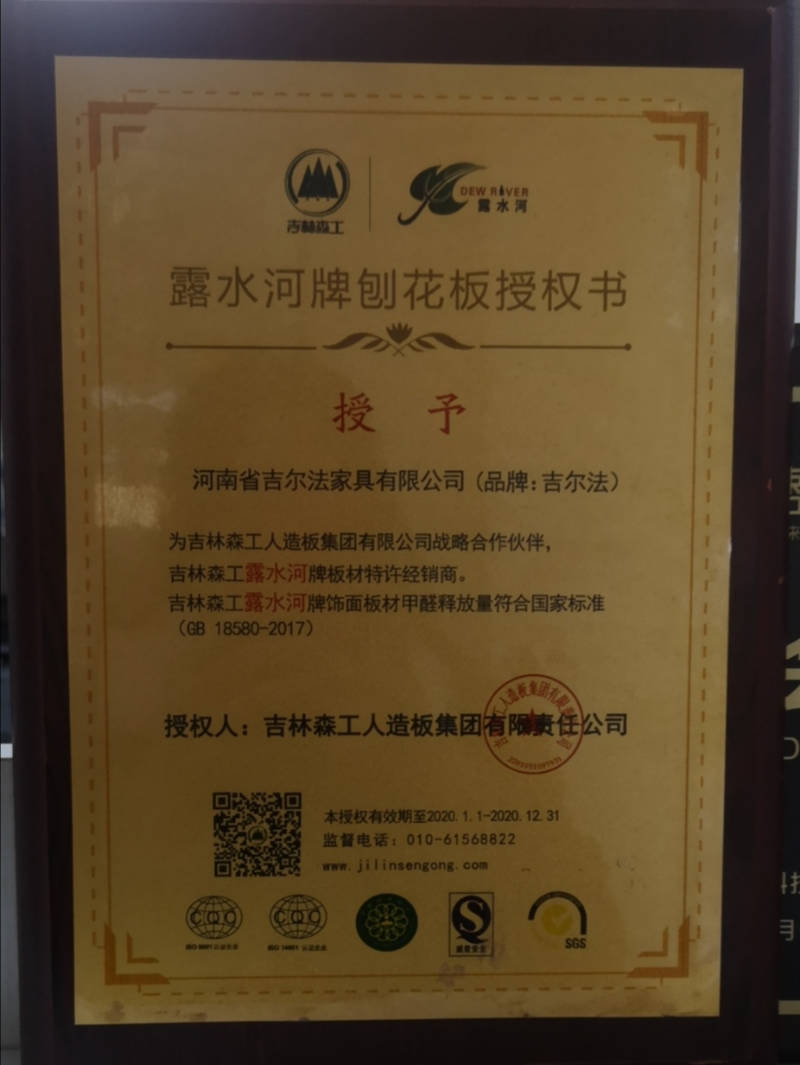 吉林森工
DEW RIVER
露水河
露水河牌刨花板授权书
授 予
河南省吉尔法家具有限公司 (品牌: 吉尔法)
为吉林森工人造板集团有限公司战略合作伙伴，
吉林森工露水河牌板材特许经销商。
吉林森工露水河牌饰面板材甲醛释放量符合国家标准
(GB 18580-2017)
授权人: 吉林森工人造板集团有限责任公司
本授权有效期至2020.1.1-2020.12.31
监督电话: 010-61568822
www.jilinsengong.com
CQC
CQC
S
质量安全
SGS